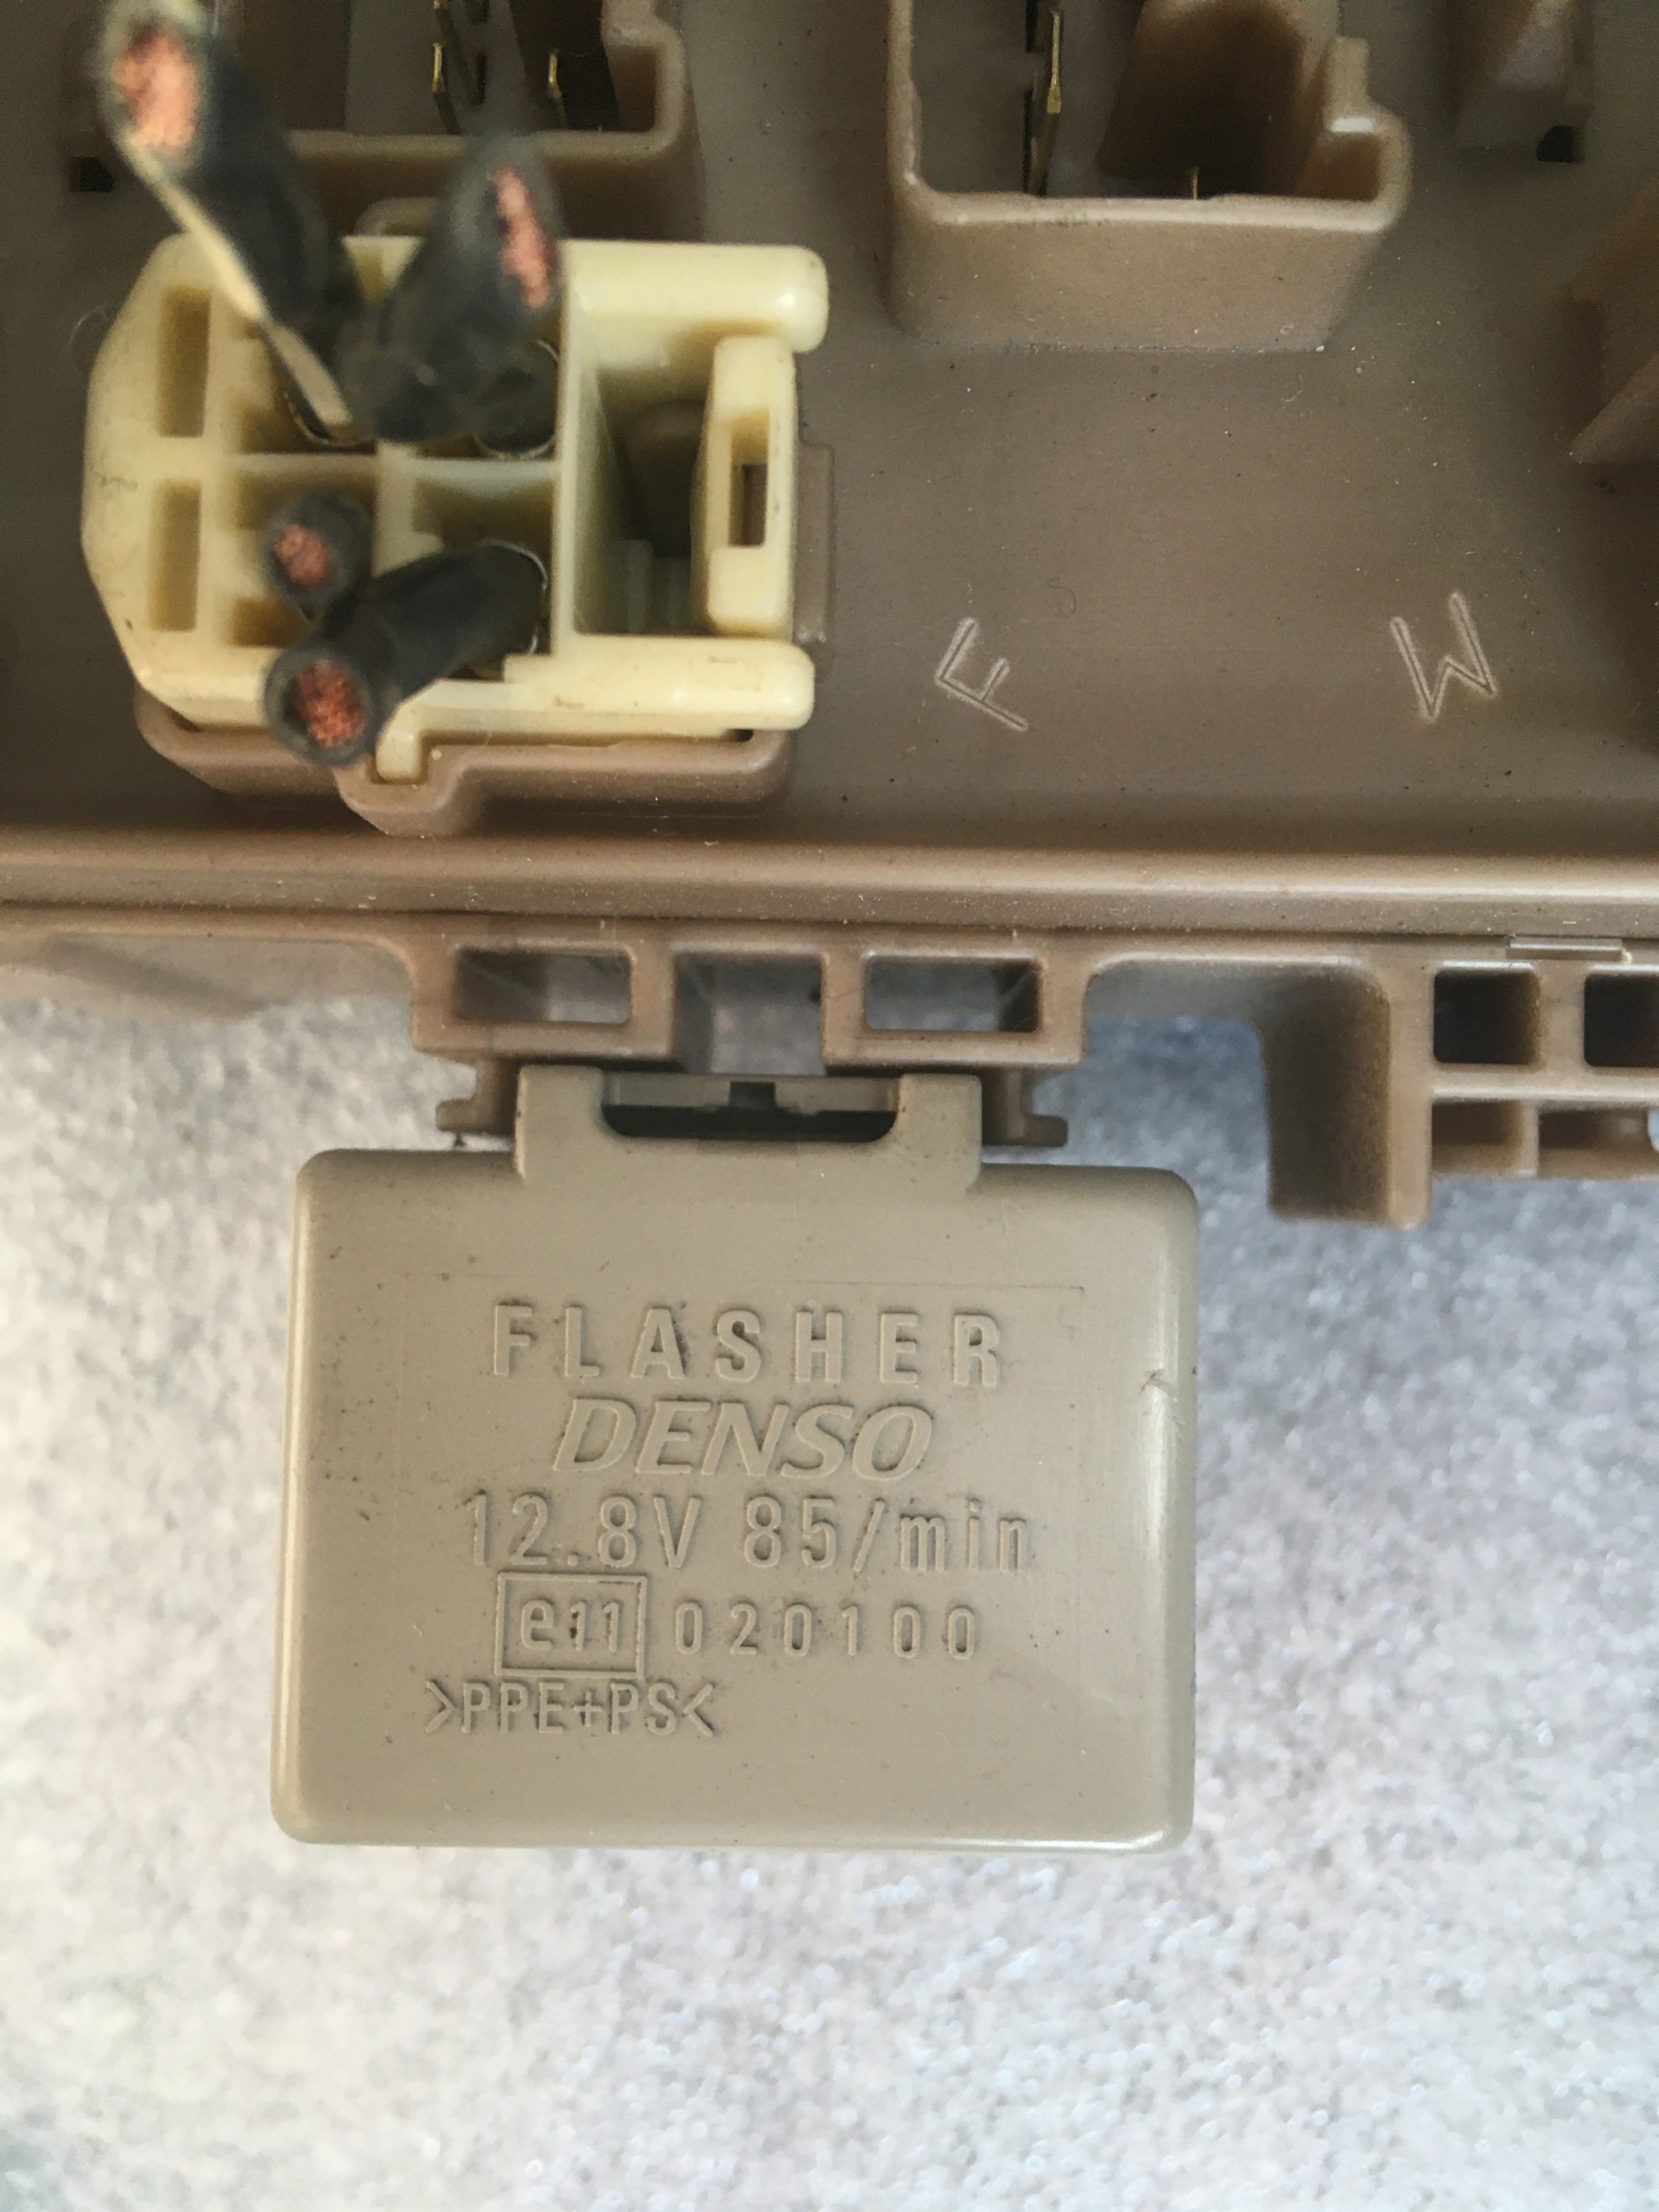 F M
FLASHER
DENSO
12.8V 85/min
e11 020100
>PPE+PS<